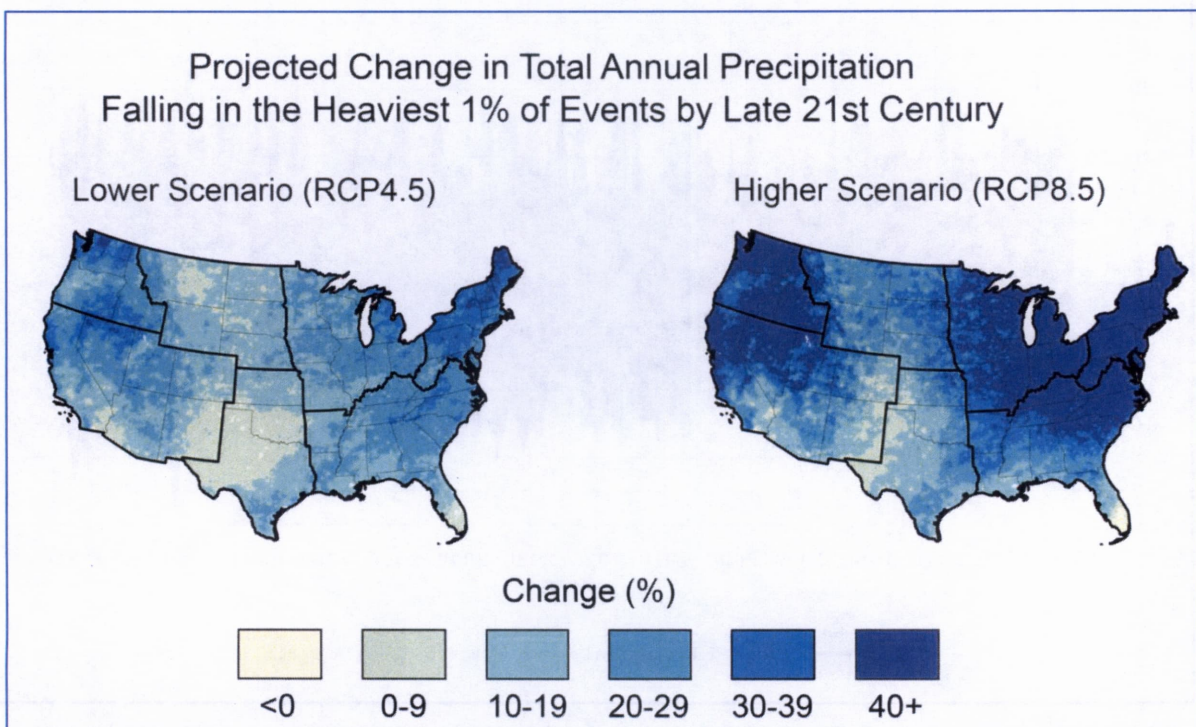 Projected Change in Total Annual Precipitation
Falling in the Heaviest 1% of Events by Late 21st Century
Lower Scenario (RCP4.5)
Higher Scenario (RCP8.5)
Change (%)
<0
0-9
10-19
20-29
30-39
40+